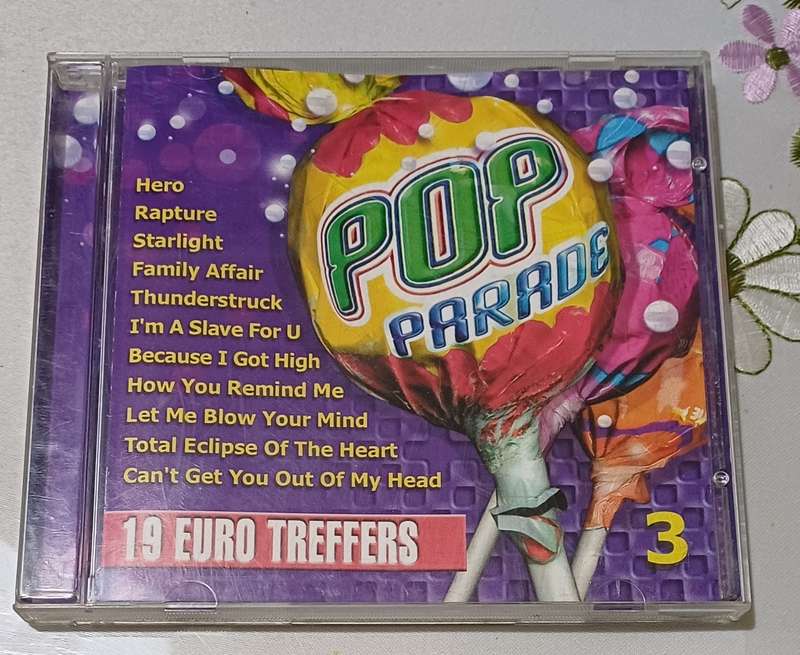 POP
PARADE
Hero
Rapture
Starlight
Family Affair
Thunderstruck
I'm A Slave For U
Because I Got High
How You Remind Me
Let Me Blow Your Mind
Total Eclipse Of The Heart
Can't Get You Out Of My Head
19 EURO TREFFERS
3